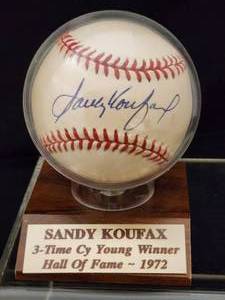 Sandy Koufax
SANDY KOUFAX
3-Time Cy Young Winner
Hall Of Fame ~ 1972